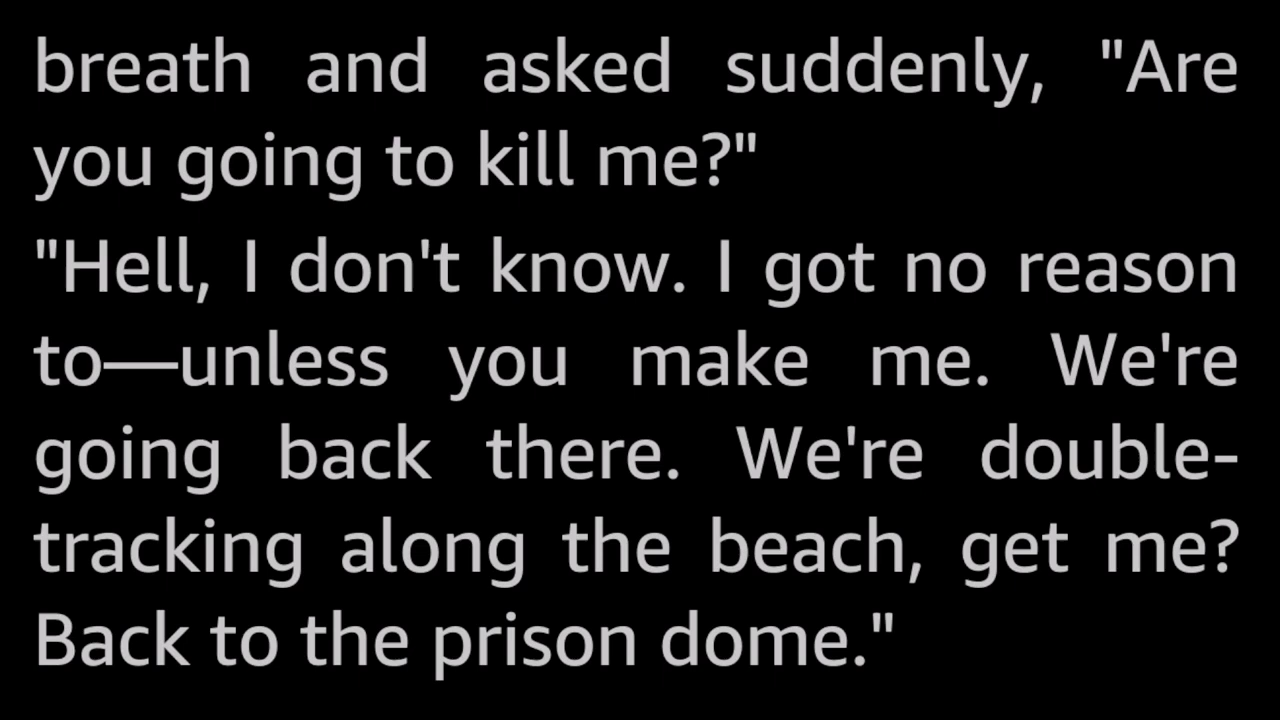 breath and asked suddenly, "Are
you going to kill me?"
"Hell, I don't know. I got no reason
to—unless you make me. We're
going back there. We're double-
tracking along the beach, get me?
Back to the prison dome."